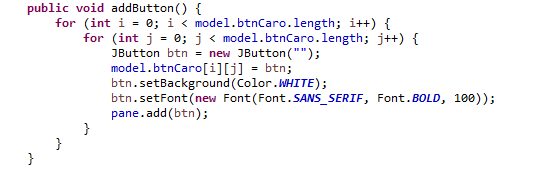 public void addButton() {
    for (int i = 0; i < model.btnCaro.length; i++) {
        for (int j = 0; j < model.btnCaro.length; j++) {
            JButton btn = new JButton("");
            model.btnCaro[i][j] = btn;
            btn.setBackground(Color.WHITE);
            btn.setFont(new Font(Font.SANS_SERIF, Font.BOLD, 100));
            pane.add(btn);
        }
    }
}